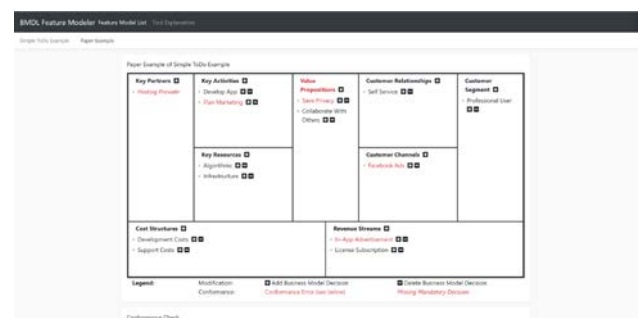 BMDL Feature Modeler Feature Model List Tool Explanation
Simple ToDo Example Paper Example
Paper Example of Simple ToDo Example
Key Partners
Hosting Provider
Key Activities
Develop App
Plan Marketing
Value
Propositions
Save Privacy
Collaborate With
Others
Customer Relationships
Self Service
Customer
Segment
Professional User
Key Resources
Algorithms
Infrastructure
Customer Channels
Facebook Ads
Cost Structures
Development Costs
Support Costs
Revenue Streams
In-App Advertisement
License Subscription
Legend: Modification: Add Business Model Decision Delete Business Model Decision
Conformance: Conformance Error (see below) Missing Mandatory Decision
Conformance Check